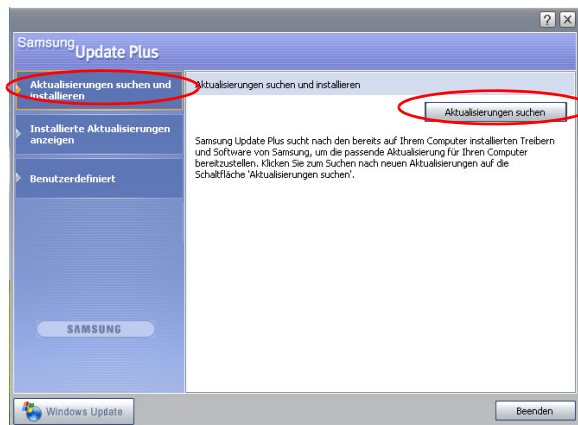 Samsung Update Plus
Aktualisierungen suchen und
installieren
Installierte Aktualisierungen
anzeigen
Benutzerdefiniert
SAMSUNG
Windows Update
Aktualisierungen suchen und installieren
Aktualisierungen suchen
Samsung Update Plus sucht nach den bereits auf Ihrem Computer installierten Treibern
und Software von Samsung, um die passende Aktualisierung für Ihren Computer
bereitzustellen. Klicken Sie zum Suchen nach neuen Aktualisierungen auf die
Schaltfläche 'Aktualisierungen suchen'.
Beenden